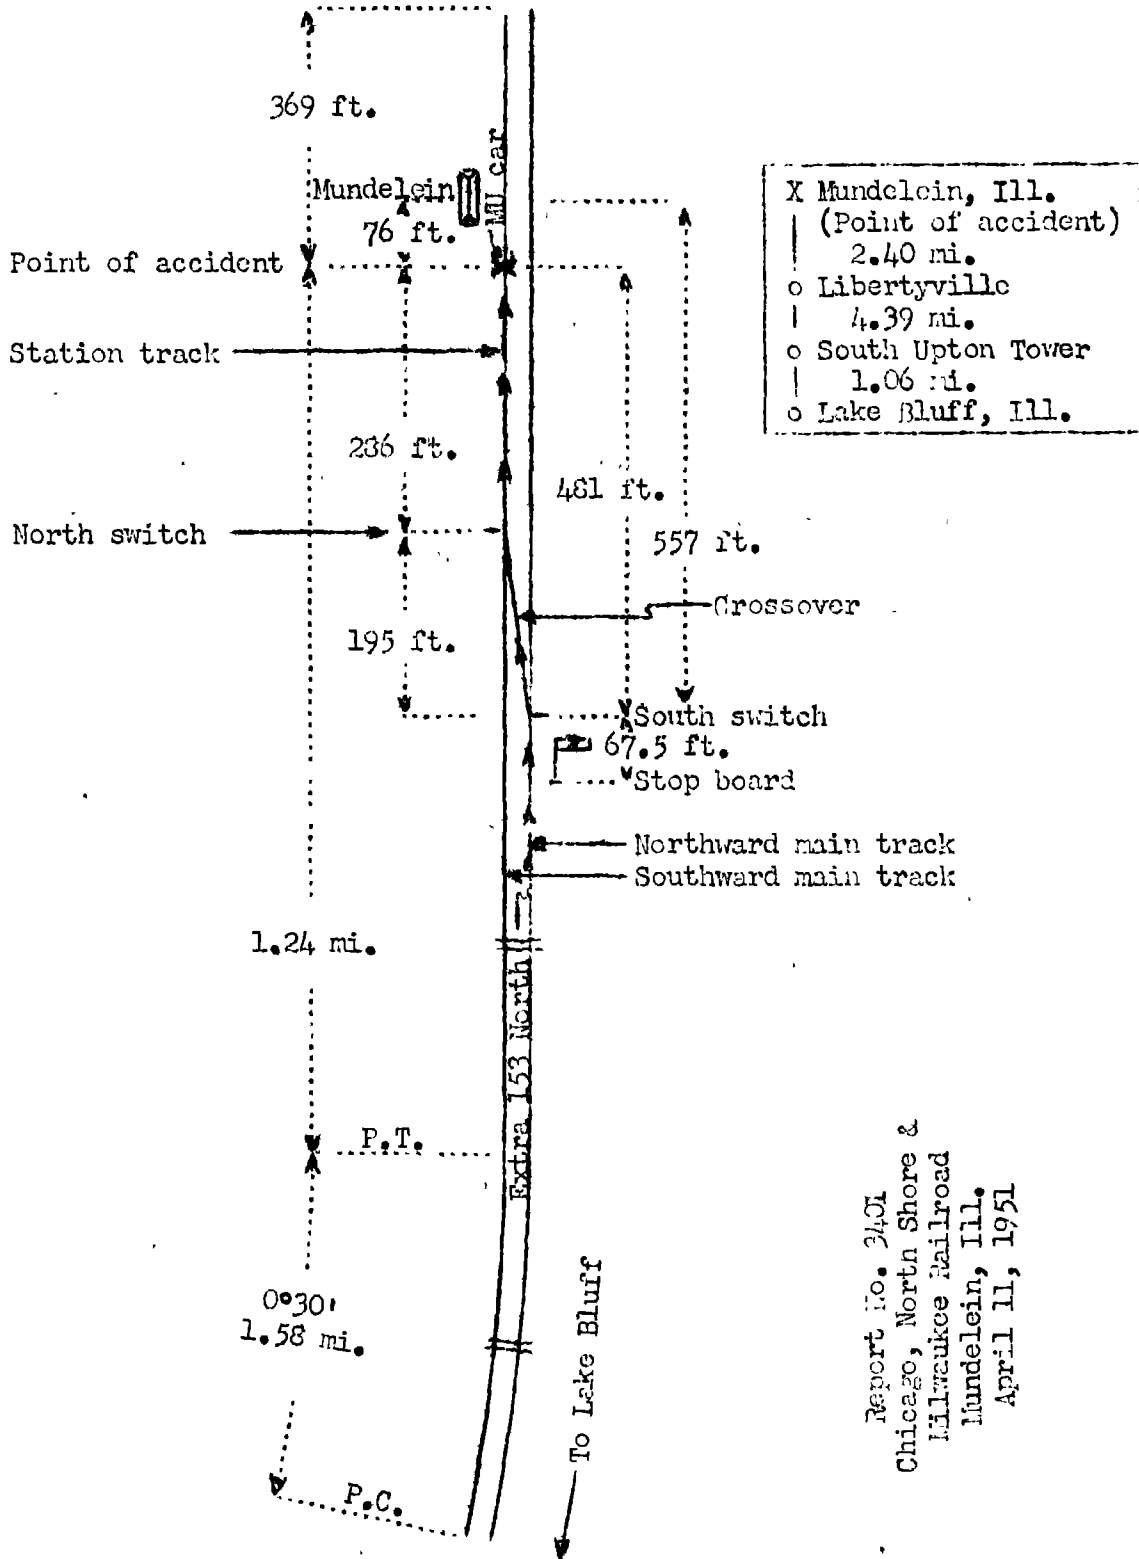 369 ft.
MU car
Mundelein
76 ft.
Point of accident
Station track
286 ft.
481 ft.
North switch
557 ft.
Crossover
195 ft.
South switch
67.5 ft.
Stop board
Northward main track
Southward main track
1.24 mi.
Extra 153 North
P.T.
0°30'
1.58 mi.
To Lake Bluff
P.C.
X Mundelein, Ill.
(Point of accident)
2.40 mi.
o Libertyville
4.39 mi.
o South Upton Tower
1.06 mi.
o Lake Bluff, Ill.
Report No. 3401
Chicago, North Shore &
Milwaukee Railroad
Mundelein, Ill.
April 11, 1951